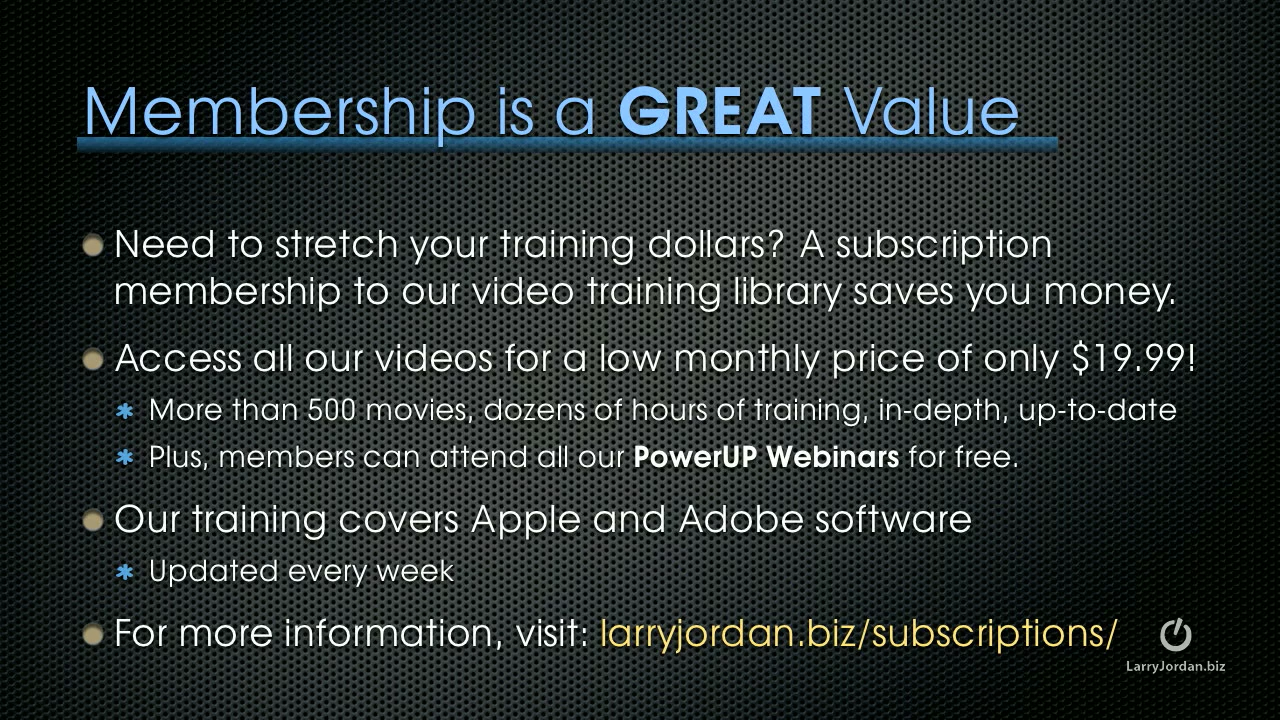 Membership is a GREAT Value
Need to stretch your training dollars? A subscription
membership to our video training library saves you money.
Access all our videos for a low monthly price of only $19.99!
More than 500 movies, dozens of hours of training, in-depth, up-to-date
Plus, members can attend all our PowerUP Webinars for free.
Our training covers Apple and Adobe software
Updated every week
For more information, visit: larryjordan.biz/subscriptions/
LarryJordan.biz